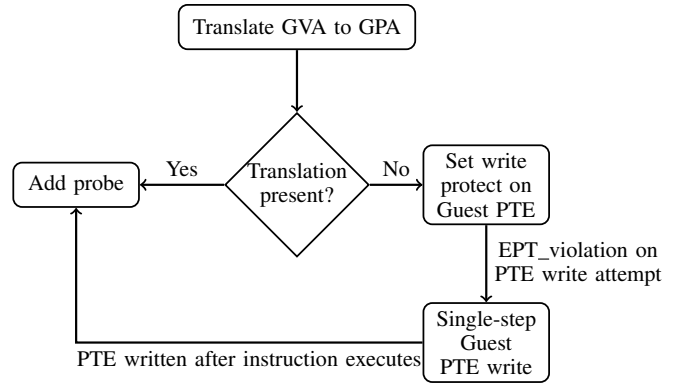 Translate GVA to GPA
Translation
present?
Yes
No
Add probe
Set write
protect on
Guest PTE
EPT_violation on
PTE write attempt
Single-step
Guest
PTE write
PTE written after instruction executes